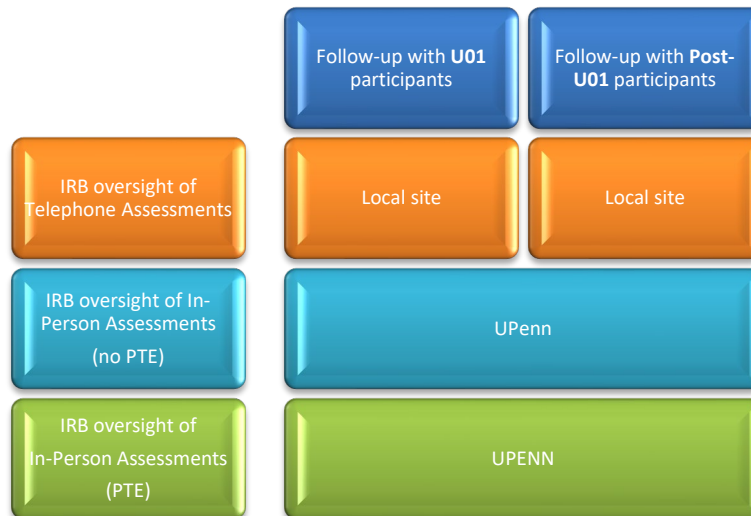 Follow-up with U01
participants
Follow-up with Post-
U01 participants
IRB oversight of
Telephone Assessments
Local site
Local site
IRB oversight of In-
Person Assessments
(no PTE)
UPenn
IRB oversight of
In-Person Assessments
(PTE)
UPENN